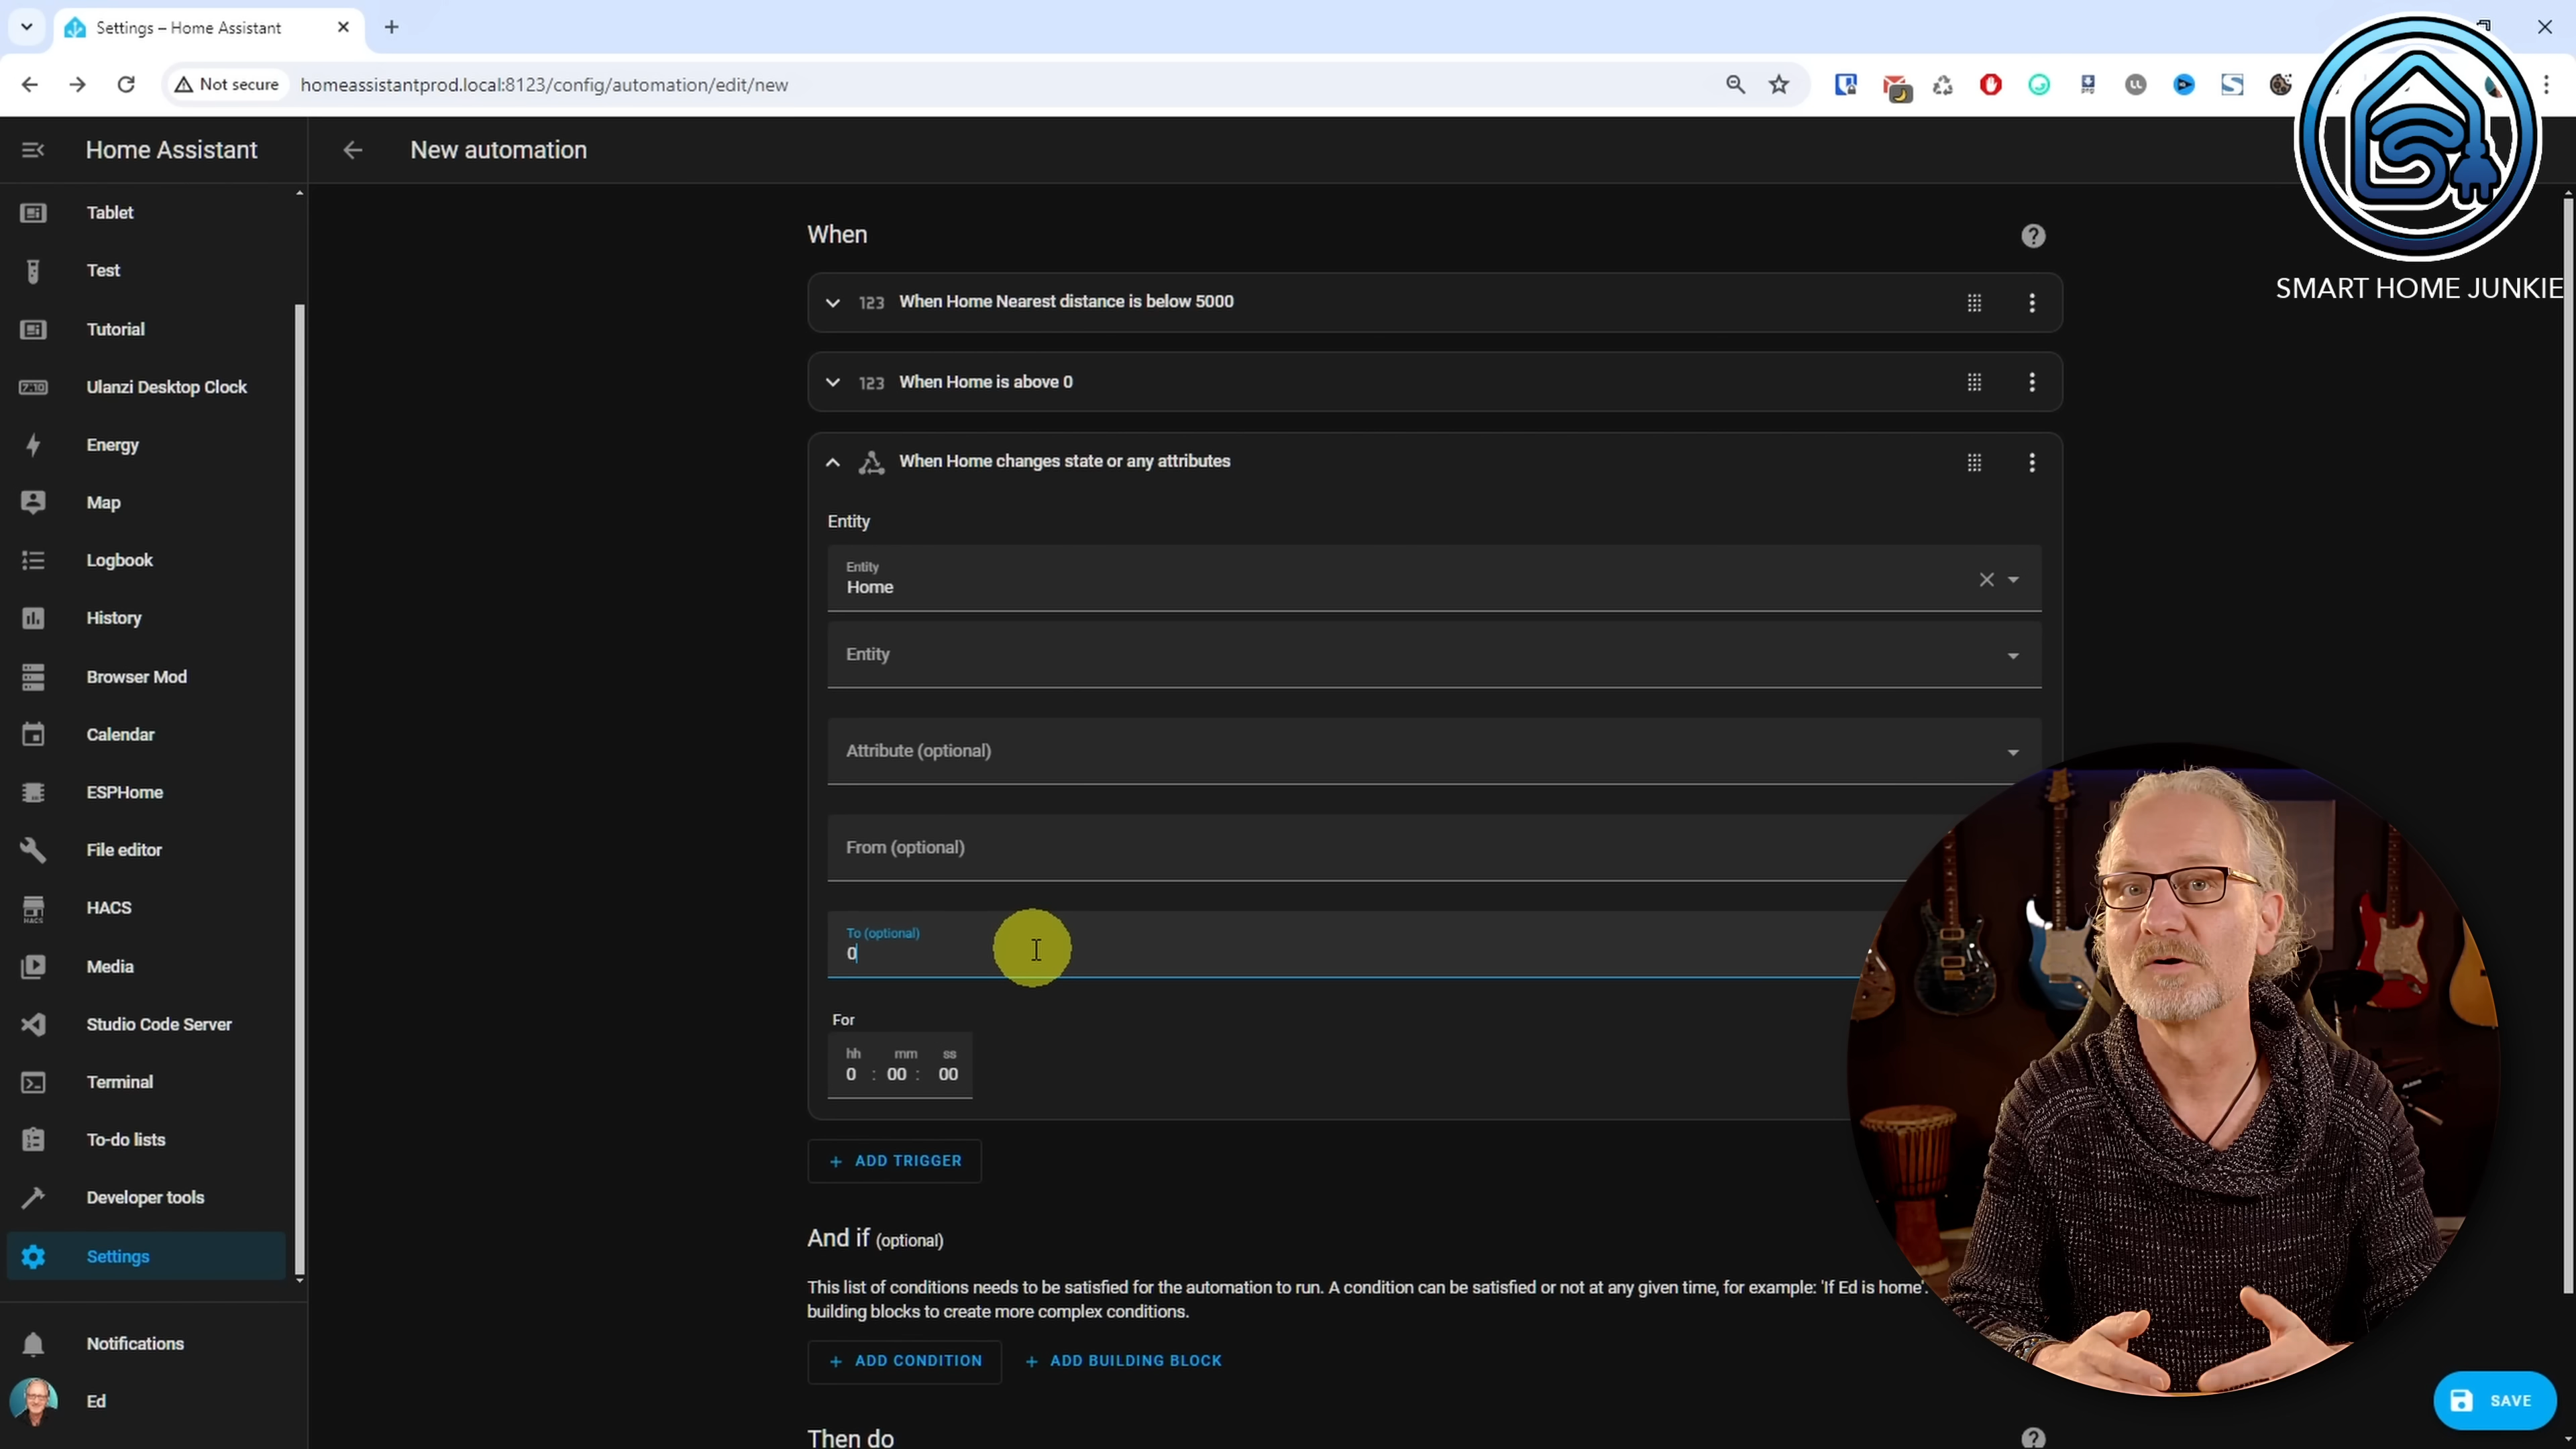 Settings – Home Assistant
Not secure
homeassistantprod.local:8123/config/automation/edit/new
SMART HOME JUNKIE
Home Assistant
New automation
Tablet
Test
Tutorial
Ulanzi Desktop Clock
Energy
Map
Logbook
History
Browser Mod
Calendar
ESPHome
File editor
HACS
Media
Studio Code Server
Terminal
To-do lists
Developer tools
Settings
Notifications
Ed
When
123 When Home Nearest distance is below 5000
123 When Home is above 0
When Home changes state or any attributes
Entity
Entity
Home
Entity
Attribute (optional)
From (optional)
To (optional)
0
For
hh mm ss
0 : 00 : 00
+ ADD TRIGGER
And if (optional)
This list of conditions needs to be satisfied for the automation to run. A condition can be satisfied or not at any given time, for example: 'If Ed is home'.
building blocks to create more complex conditions.
+ ADD CONDITION + ADD BUILDING BLOCK
Then do
SAVE